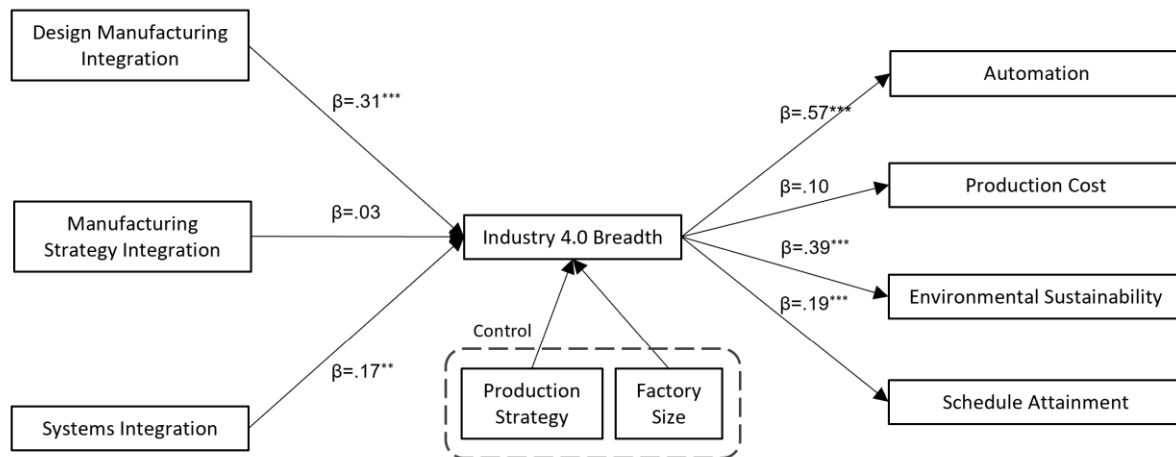 Design Manufacturing
Integration
β=.31***
Manufacturing
Strategy Integration
β=.03
Systems Integration
β=.17**
Industry 4.0 Breadth
Control
Production
Strategy
Factory
Size
β=.57***
Automation
β=.10
Production Cost
β=.39***
Environmental Sustainability
β=.19***
Schedule Attainment